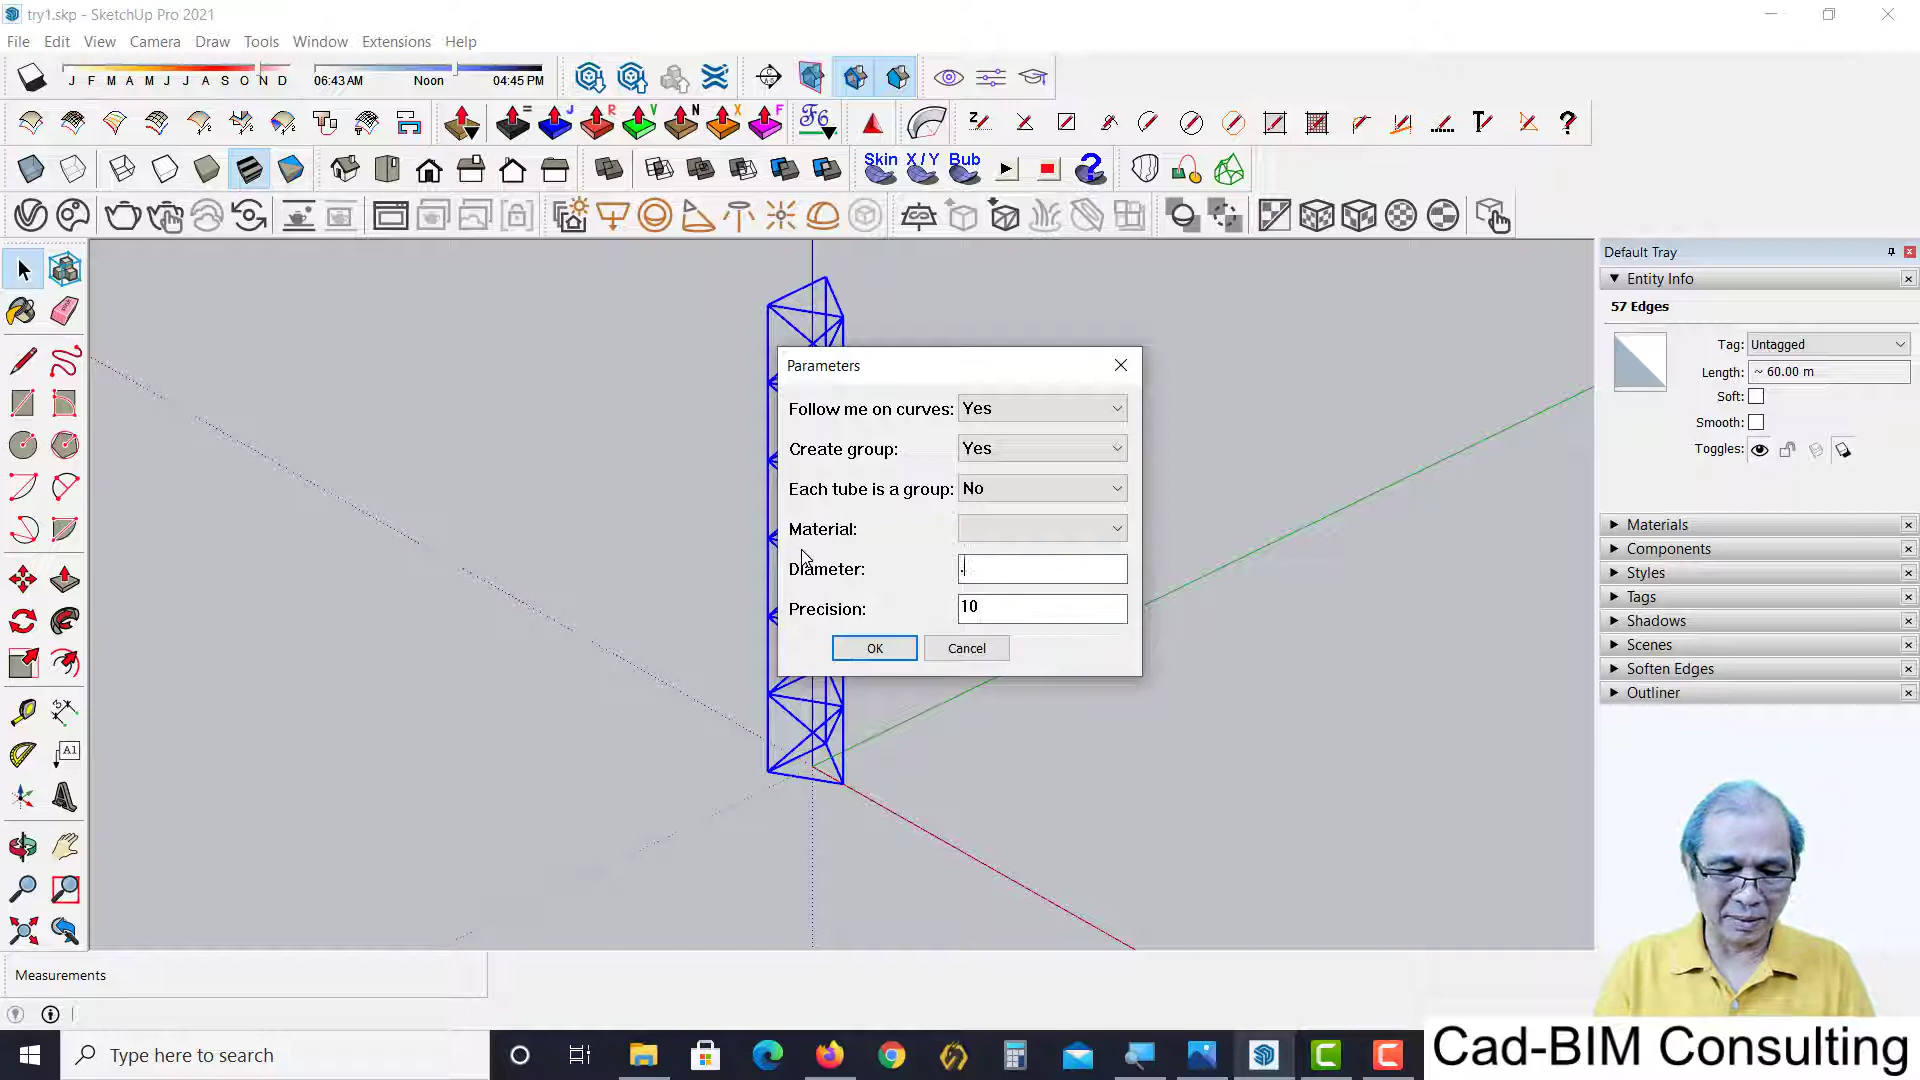 try1.skp - SketchUp Pro 2021
File Edit View Camera Draw Tools Window Extensions Help
J F M A M J J A S O N D 06:43 AM Noon 04:45 PM
= J R V N X F F6 Z
Skin X/Y Bub
Default Tray
Entity Info
57 Edges
Tag: Untagged
Length: ~ 60.00 m
Soft:
Smooth:
Toggles:
Materials
Components
Styles
Tags
Shadows
Scenes
Soften Edges
Outliner
Parameters
Follow me on curves: Yes
Create group: Yes
Each tube is a group: No
Material:
Diameter: .
Precision: 10
OK Cancel
A1
Measurements
Type here to search
Cad-BIM Consulting